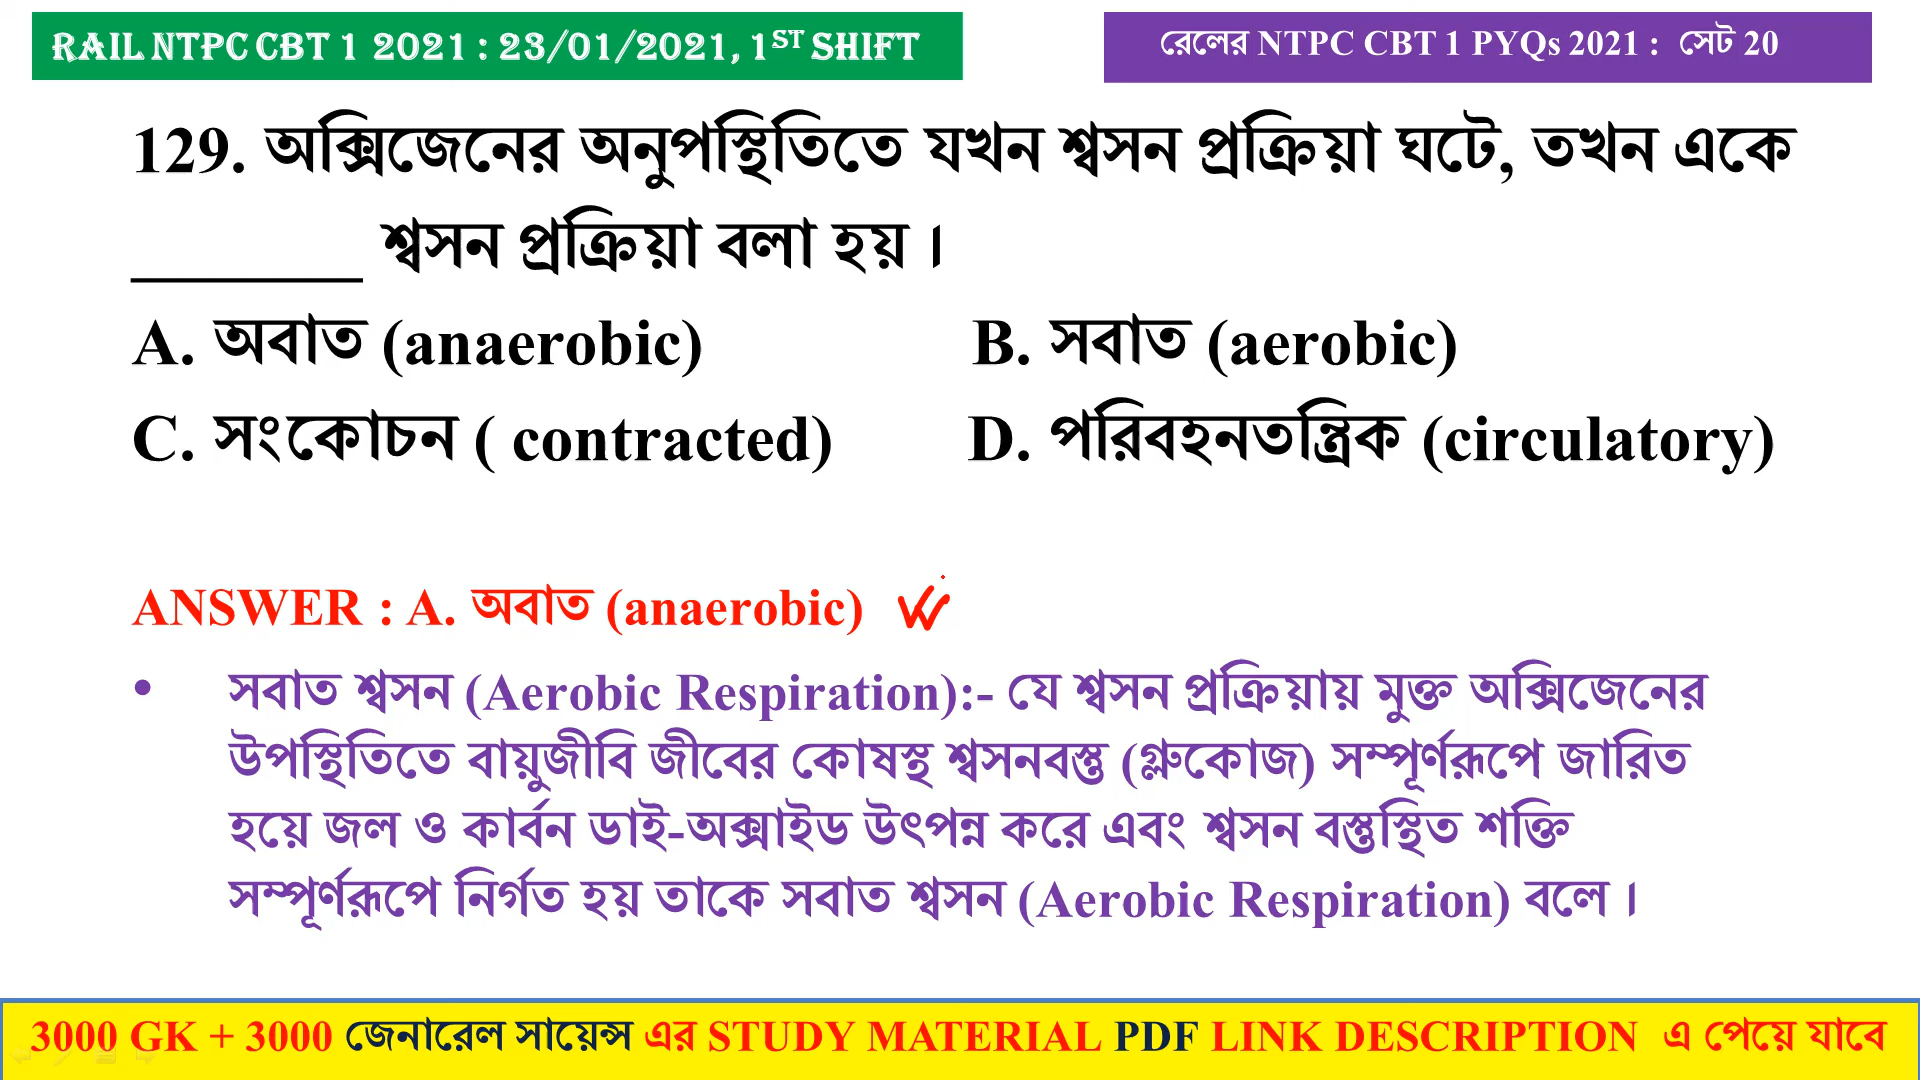 RAIL NTPC CBT 1 2021 : 23/01/2021, 1ST SHIFT
রেলের NTPC CBT 1 PYQs 2021 : সেট 20
129. অক্সিজেনের অনুপস্থিতিতে যখন শ্বসন প্রক্রিয়া ঘটে, তখন একে
_______ শ্বসন প্রক্রিয়া বলা হয়।
A. অবাত (anaerobic) B. সবাত (aerobic)
C. সংকোচন ( contracted) D. পরিবহনতন্ত্রিক (circulatory)
ANSWER : A. অবাত (anaerobic)
• সবাত শ্বসন (Aerobic Respiration):- যে শ্বসন প্রক্রিয়ায় মুক্ত অক্সিজেনের
উপস্থিতিতে বায়ুজীবি জীবের কোষস্থ শ্বসনবস্তু (গ্লুকোজ) সম্পূর্ণরূপে জারিত
হয়ে জল ও কার্বন ডাই-অক্সাইড উৎপন্ন করে এবং শ্বসন বস্তুস্থিত শক্তি
সম্পূর্ণরূপে নির্গত হয় তাকে সবাত শ্বসন (Aerobic Respiration) বলে।
3000 GK + 3000 জেনারেল সায়েন্স এর STUDY MATERIAL PDF LINK DESCRIPTION এ পেয়ে যাবে